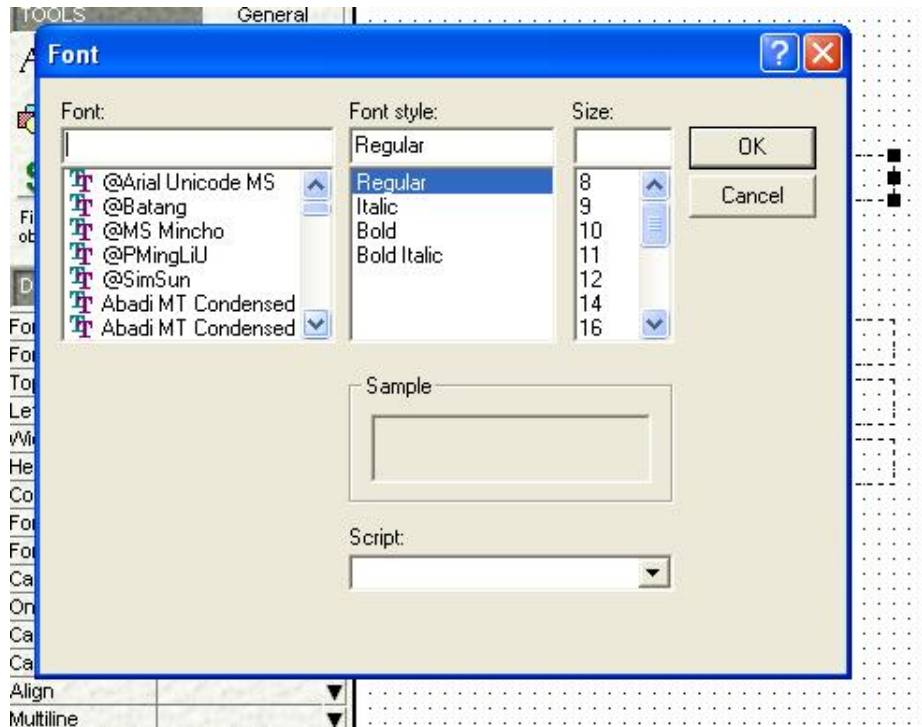 TOOLS General
Font
Font: Font style: Size:
Regular
OK
Cancel
@Arial Unicode MS
@Batang
@MS Mincho
@PMingLiU
@SimSun
Abadi MT Condensed
Abadi MT Condensed
Regular
Italic
Bold
Bold Italic
8
9
10
11
12
14
16
Sample
Script:
Align
Multiline